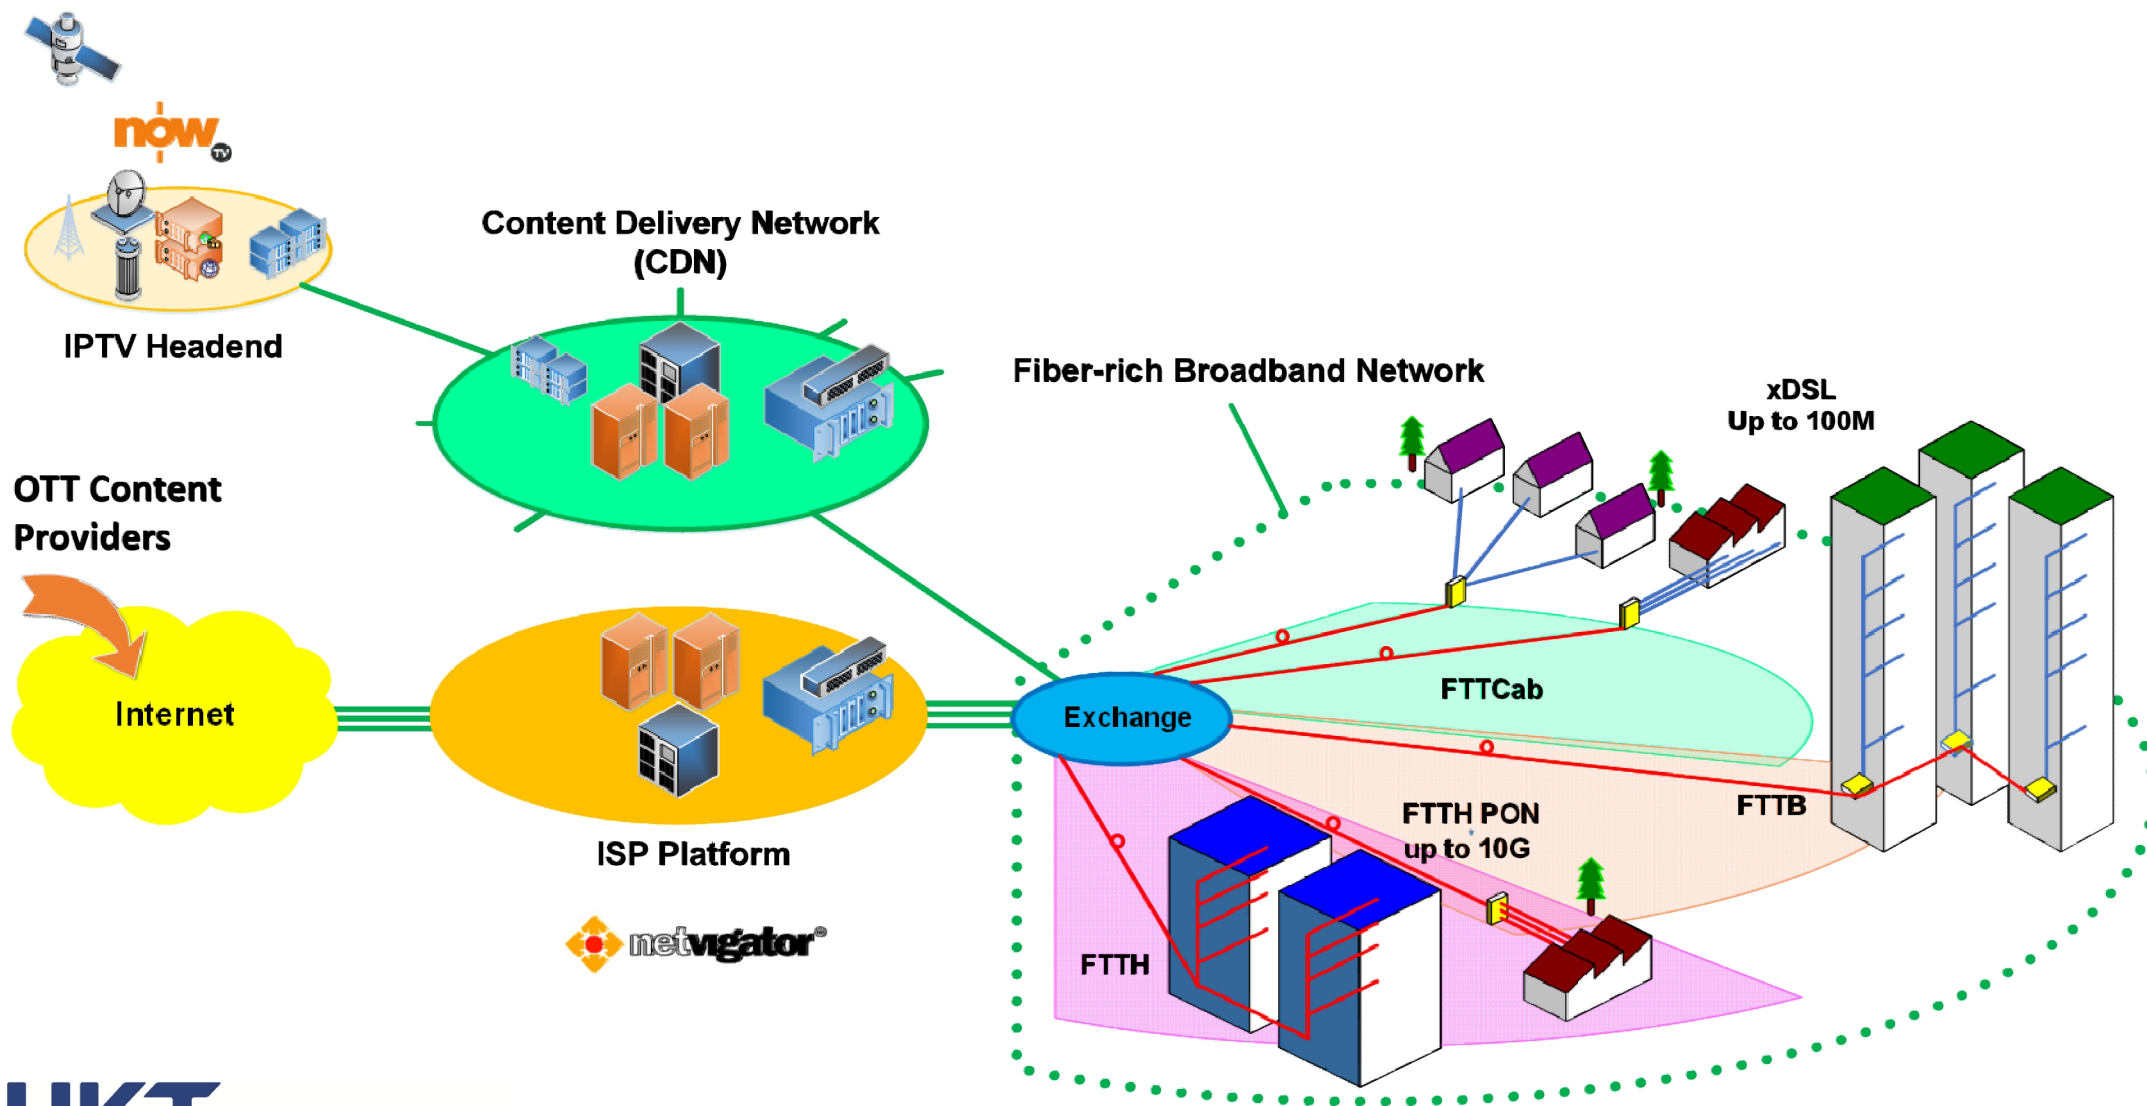 now
TV
IPTV Headend
Content Delivery Network
(CDN)
Fiber-rich Broadband Network
xDSL
Up to 100M
OTT Content
Providers
Internet
ISP Platform
netvigator®
Exchange
FTTCab
FTTB
FTTH PON
up to 10G
FTTH
HKT